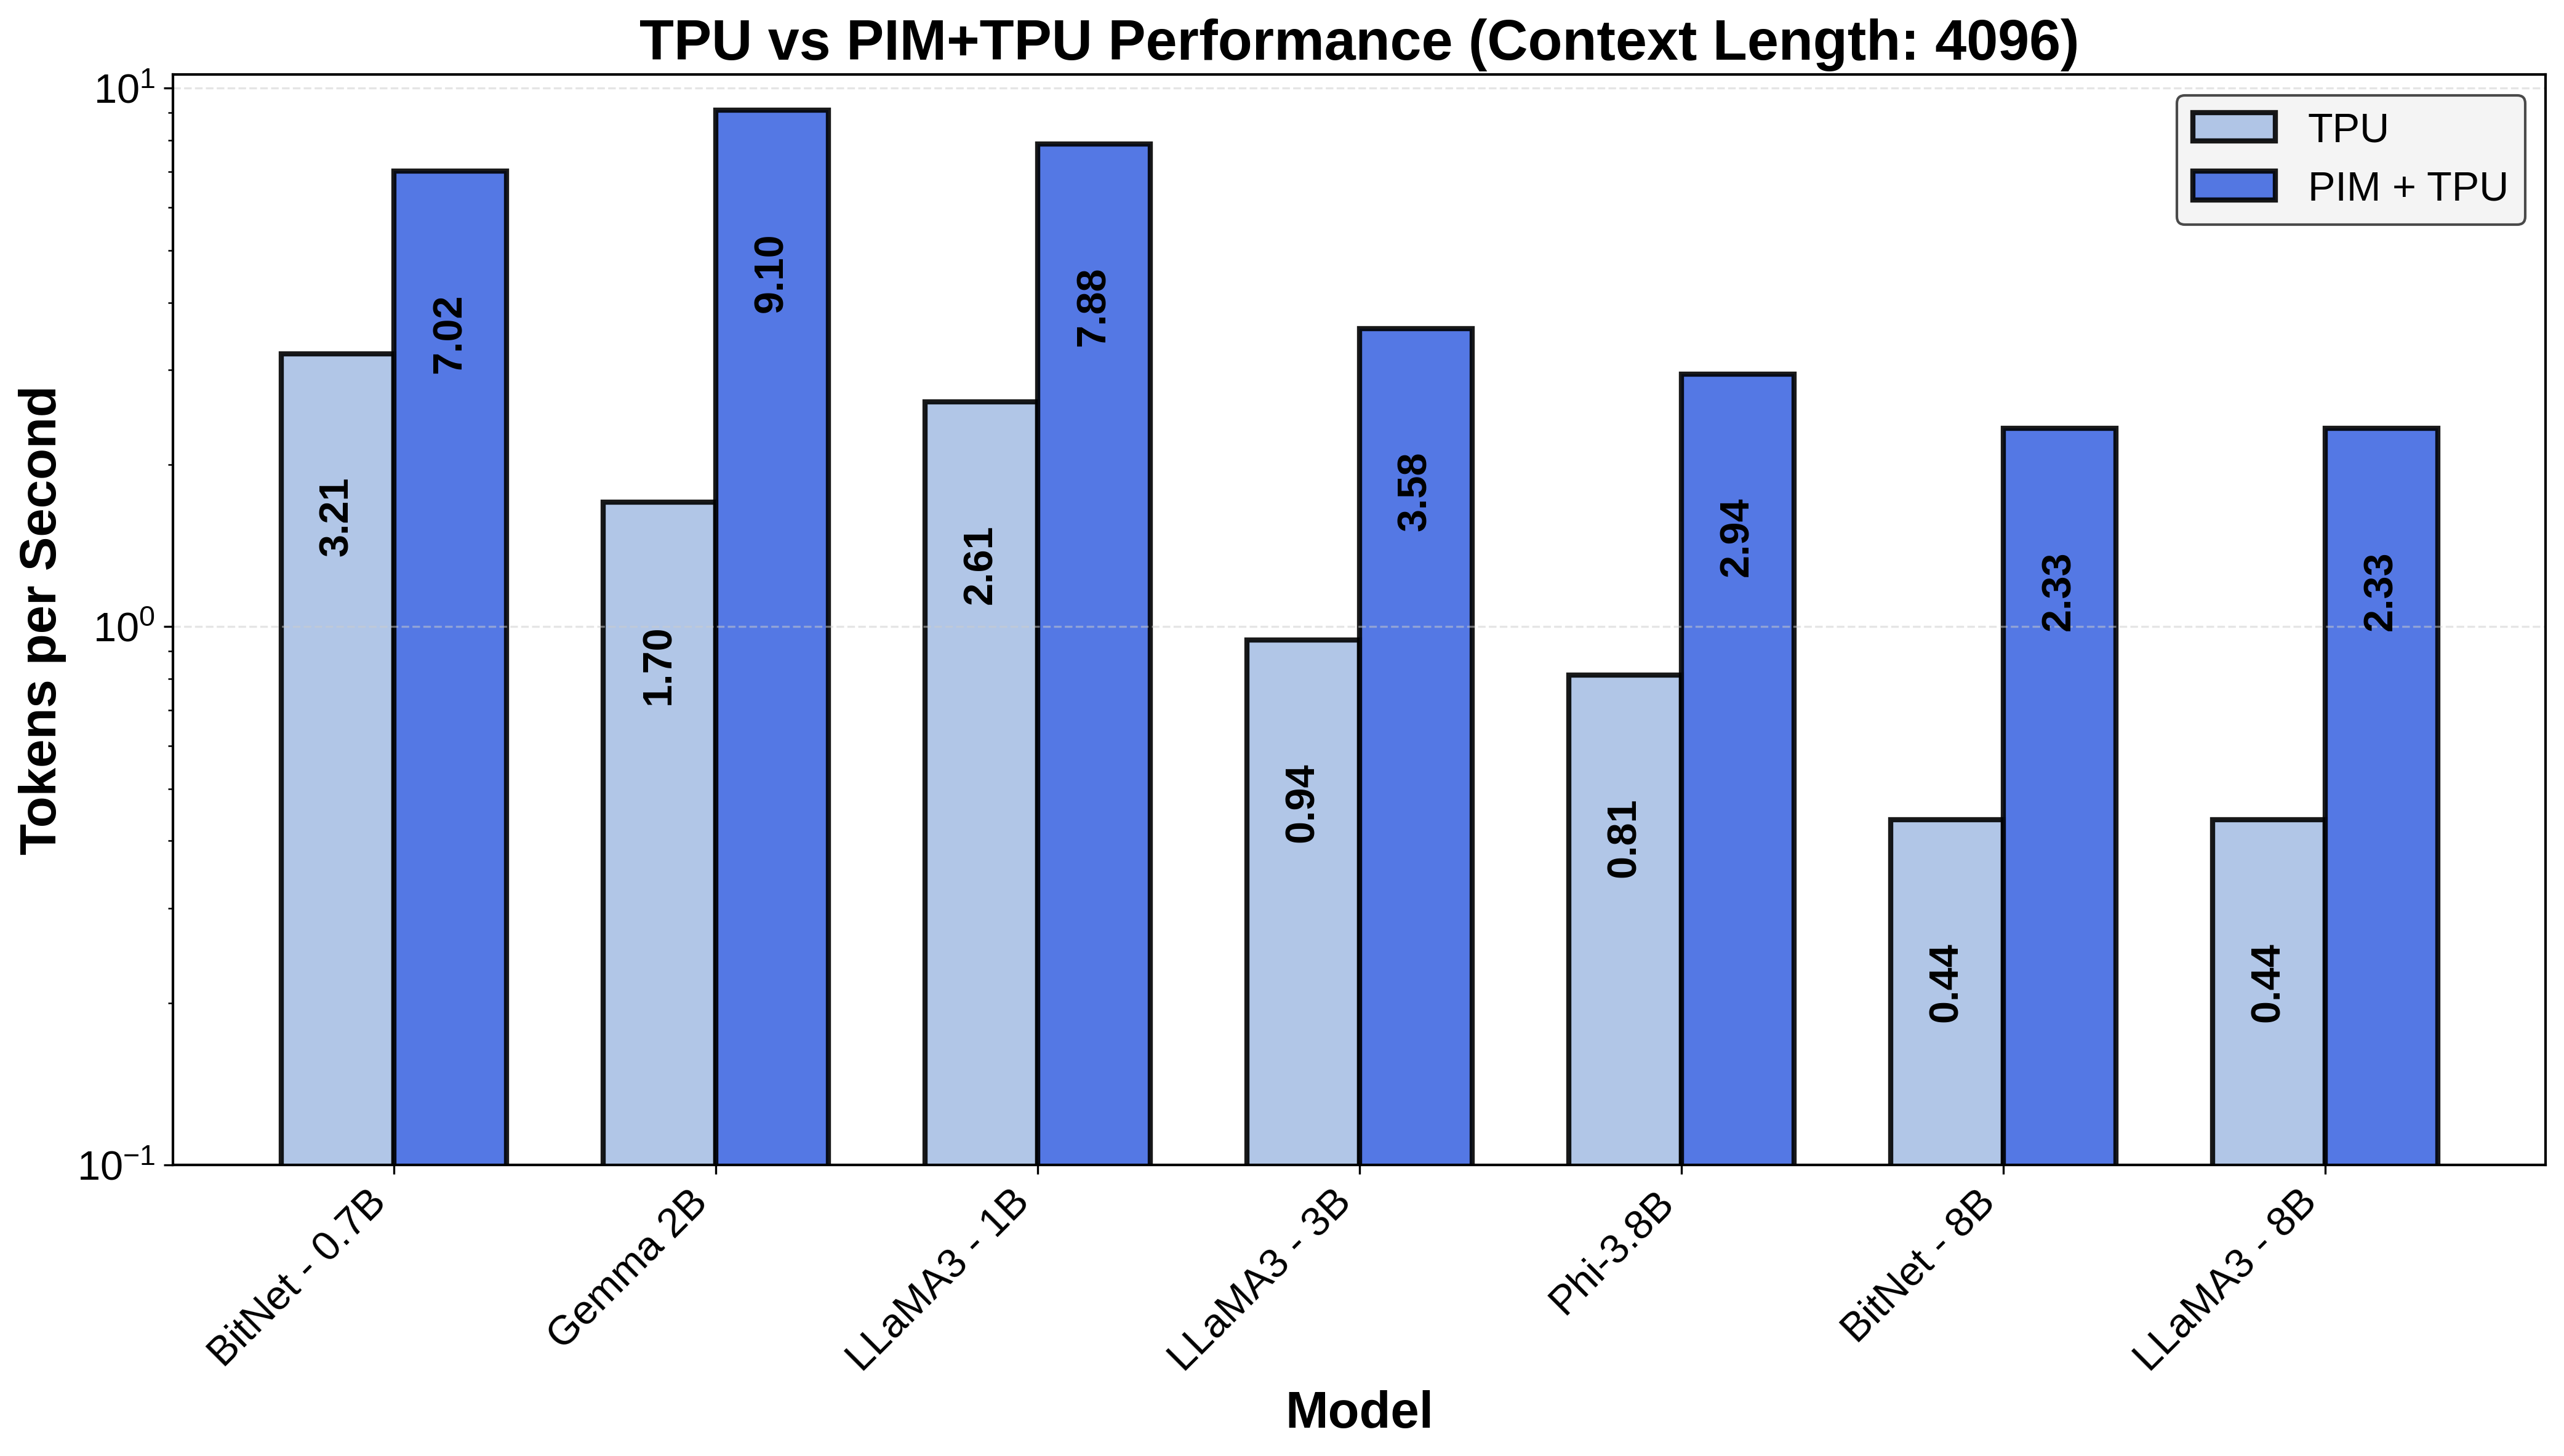 TPU vs PIM+TPU Performance (Context Length: 4096)
Tokens per Second
10¹
10⁰
10⁻¹
TPU
PIM + TPU
3.21
7.02
1.70
9.10
2.61
7.88
0.94
3.58
0.81
2.94
0.44
2.33
0.44
2.33
BitNet - 0.7B
Gemma 2B
LLaMA3 - 1B
LLaMA3 - 3B
Phi-3.8B
BitNet - 8B
LLaMA3 - 8B
Model